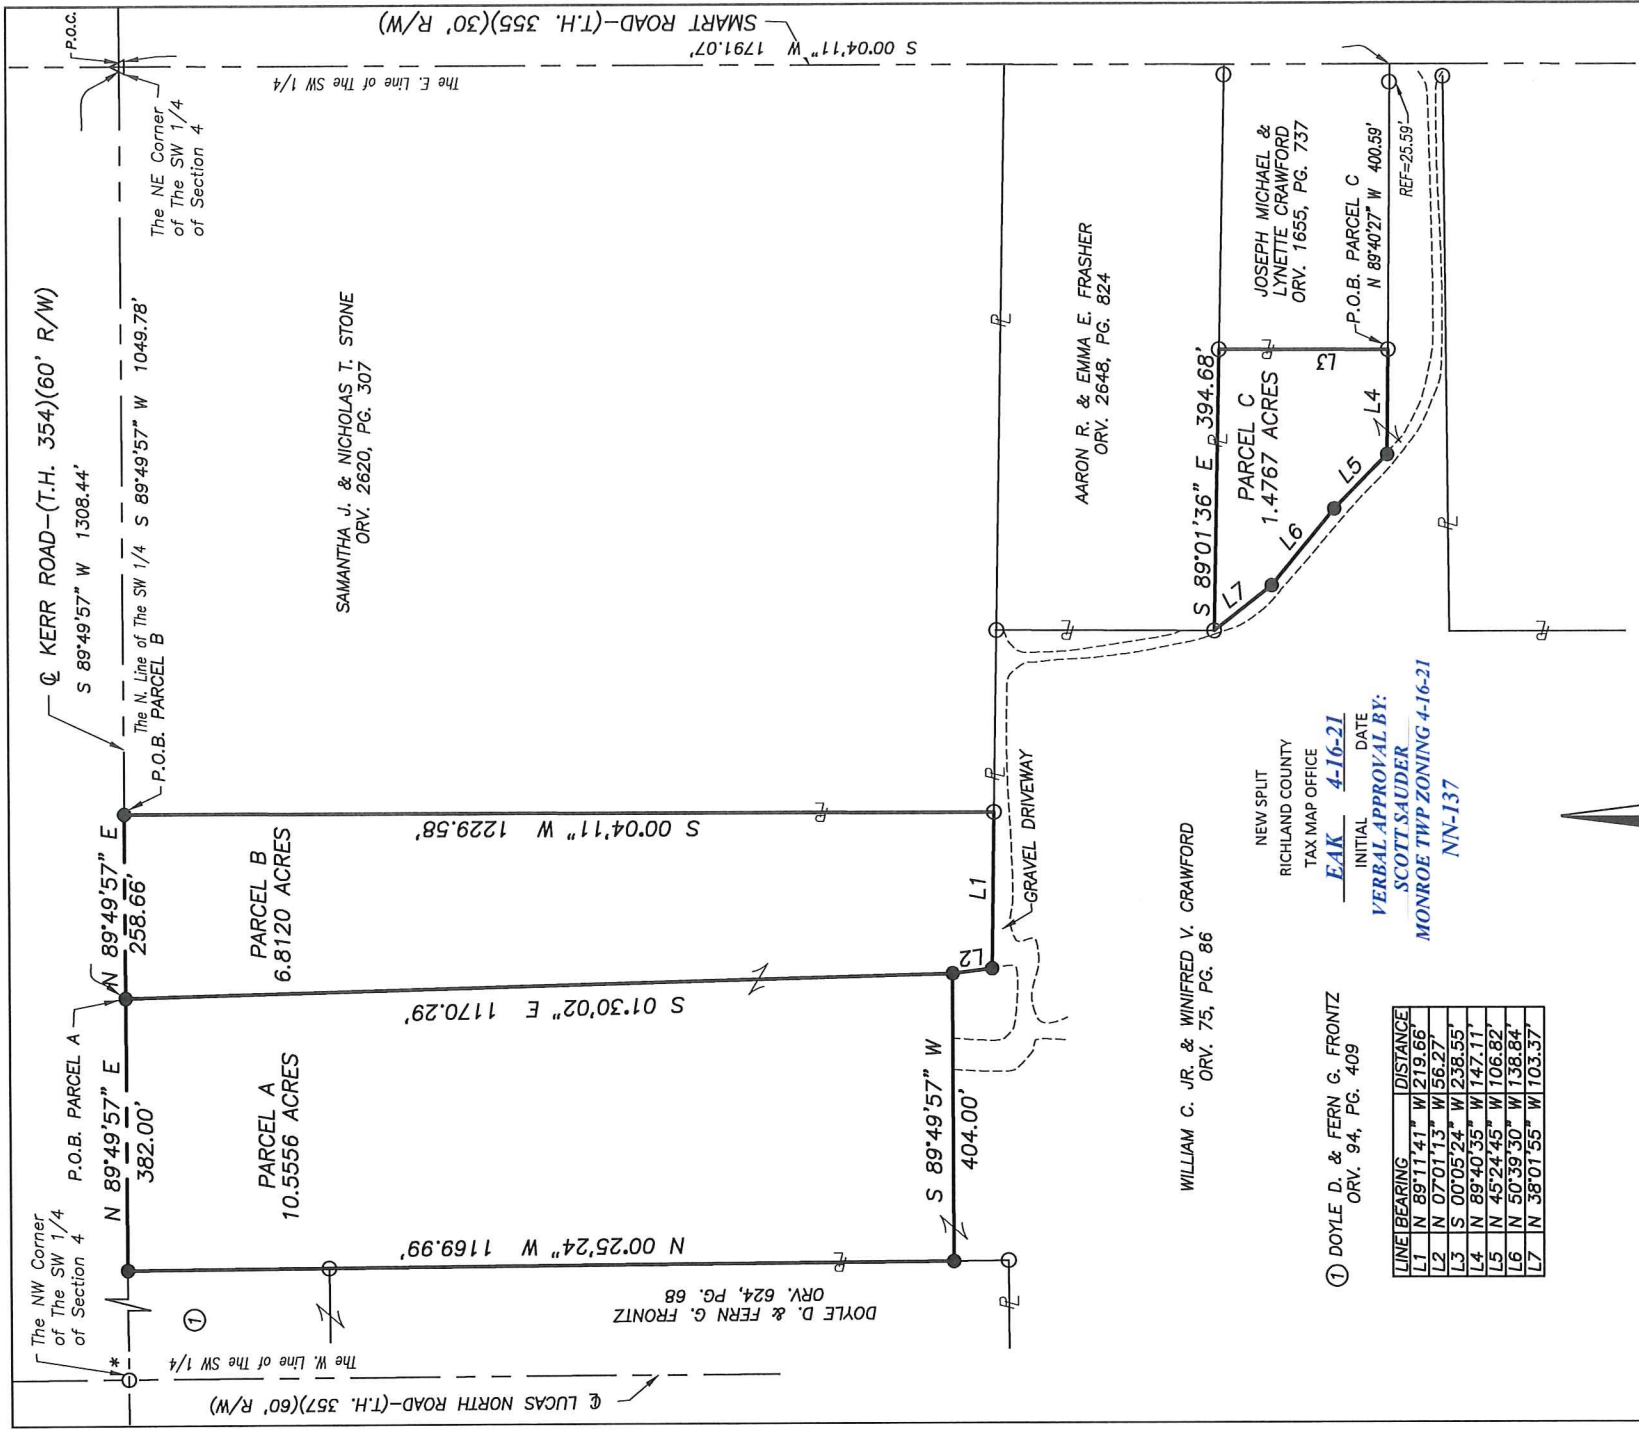 P.O.C.
SMART ROAD-(T.H. 355)(30' R/W)
S 00°04'11" W 1791.07'
The E. Line of The SW 1/4
The NE Corner
of The SW 1/4
of Section 4
℄ KERR ROAD-(T.H. 354)(60' R/W)
S 89°49'57" W 1308.44'
The N. Line of The SW 1/4 S 89°49'57" W 1049.78'
P.O.B. PARCEL B
SAMANTHA J. & NICHOLAS T. STONE
ORV. 2620, PG. 307
AARON R. & EMMA E. FRASHER
ORV. 2648, PG. 824
JOSEPH MICHAEL &
LYNETTE CRAWFORD
ORV. 1655, PG. 737
P.O.B. PARCEL C
N 89°40'27" W 400.59'
REF=25.59'
S 89°01'36" E 394.68'
PARCEL C
1.4767 ACRES
L3
L4
L5
L6
L7
N 89°49'57" E
258.66'
PARCEL B
6.8120 ACRES
S 00°04'11" W 1229.58'
L1
L2
GRAVEL DRIVEWAY
S 01°30'02" E 1170.29'
P.O.B. PARCEL A
N 89°49'57" E
382.00'
PARCEL A
10.5556 ACRES
S 89°49'57" W
404.00'
N 00°25'24" W 1169.99'
DOYLE D. & FERN G. FRONTZ
ORV. 624, PG. 68
The NW Corner
of The SW 1/4
of Section 4
*
1
The W. Line of The SW 1/4
℄ LUCAS NORTH ROAD-(T.H. 357)(60' R/W)
WILLIAM C. JR. & WINIFRED V. CRAWFORD
ORV. 75, PG. 86
NEW SPLIT
RICHLAND COUNTY
TAX MAP OFFICE
EAK 4-16-21
INITIAL DATE
VERBAL APPROVAL BY:
SCOTT SAUDER
MONROE TWP ZONING 4-16-21
NN-137
1 DOYLE D. & FERN G. FRONTZ
ORV. 94, PG. 409
LINE BEARING DISTANCE
L1 N 89°11'41" W 219.66'
L2 N 07°01'13" W 56.27'
L3 S 00°05'24" W 238.55'
L4 N 89°40'35" W 147.11'
L5 N 45°24'45" W 106.82'
L6 N 50°39'30" W 138.84'
L7 N 38°01'55" W 103.37'